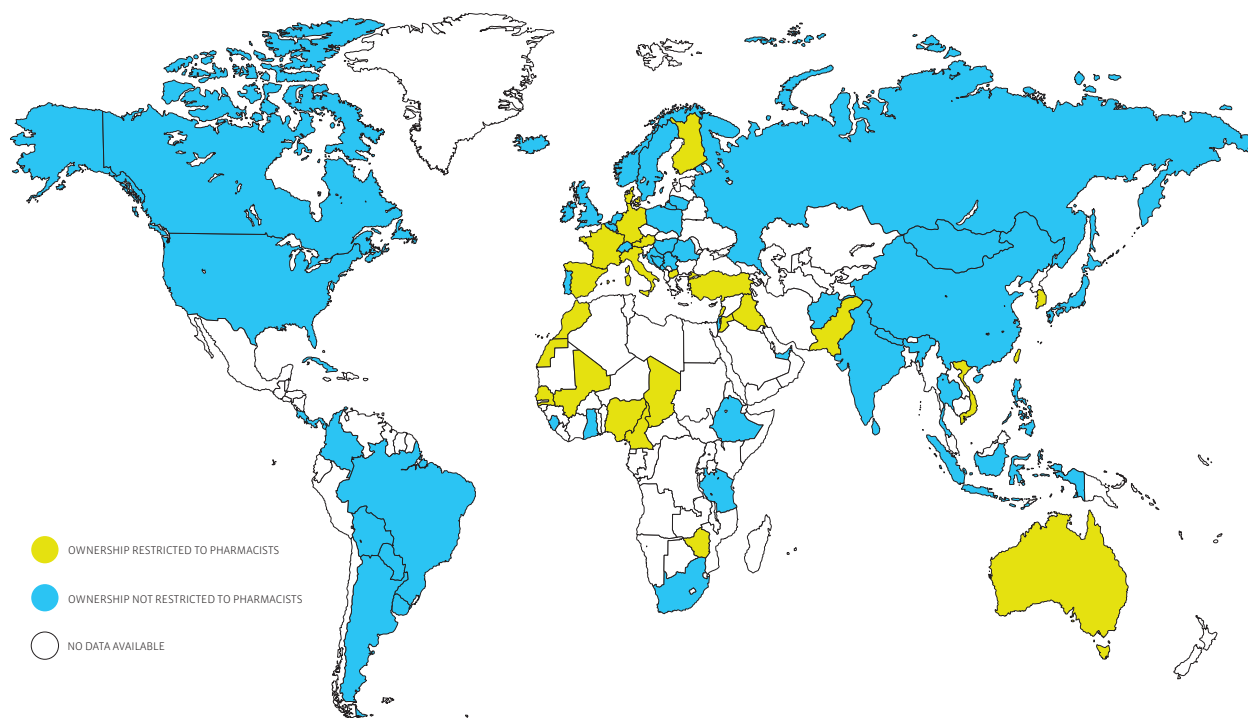 OWNERSHIP RESTRICTED TO PHARMACISTS
OWNERSHIP NOT RESTRICTED TO PHARMACISTS
NO DATA AVAILABLE